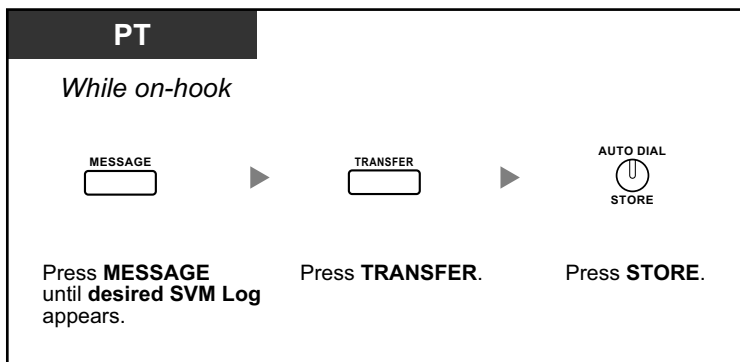 PT
While on-hook
MESSAGE
TRANSFER
AUTO DIAL
STORE
Press MESSAGE
until desired SVM Log
appears.
Press TRANSFER.
Press STORE.